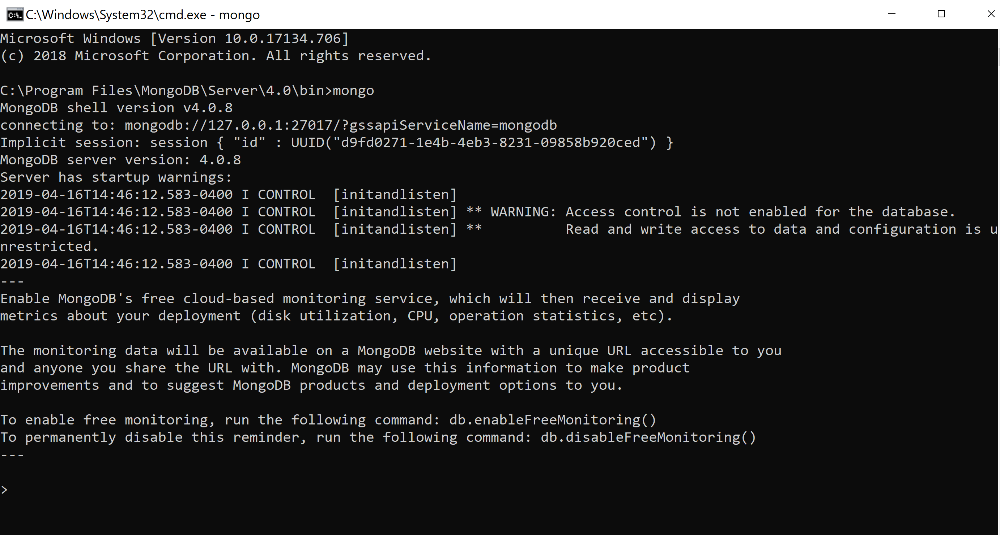 C:\Windows\System32\cmd.exe - mongo
Microsoft Windows [Version 10.0.17134.706]
(c) 2018 Microsoft Corporation. All rights reserved.
C:\Program Files\MongoDB\Server\4.0\bin>mongo
MongoDB shell version v4.0.8
connecting to: mongodb://127.0.0.1:27017/?gssapiServiceName=mongodb
Implicit session: session { "id" : UUID("d9fd0271-1e4b-4eb3-8231-09858b920ced") }
MongoDB server version: 4.0.8
Server has startup warnings:
2019-04-16T14:46:12.583-0400 I CONTROL  [initandlisten]
2019-04-16T14:46:12.583-0400 I CONTROL  [initandlisten] ** WARNING: Access control is not enabled for the database.
2019-04-16T14:46:12.583-0400 I CONTROL  [initandlisten] **          Read and write access to data and configuration is u
nrestricted.
2019-04-16T14:46:12.583-0400 I CONTROL  [initandlisten]
---
Enable MongoDB's free cloud-based monitoring service, which will then receive and display
metrics about your deployment (disk utilization, CPU, operation statistics, etc).
The monitoring data will be available on a MongoDB website with a unique URL accessible to you
and anyone you share the URL with. MongoDB may use this information to make product
improvements and to suggest MongoDB products and deployment options to you.
To enable free monitoring, run the following command: db.enableFreeMonitoring()
To permanently disable this reminder, run the following command: db.disableFreeMonitoring()
---
>